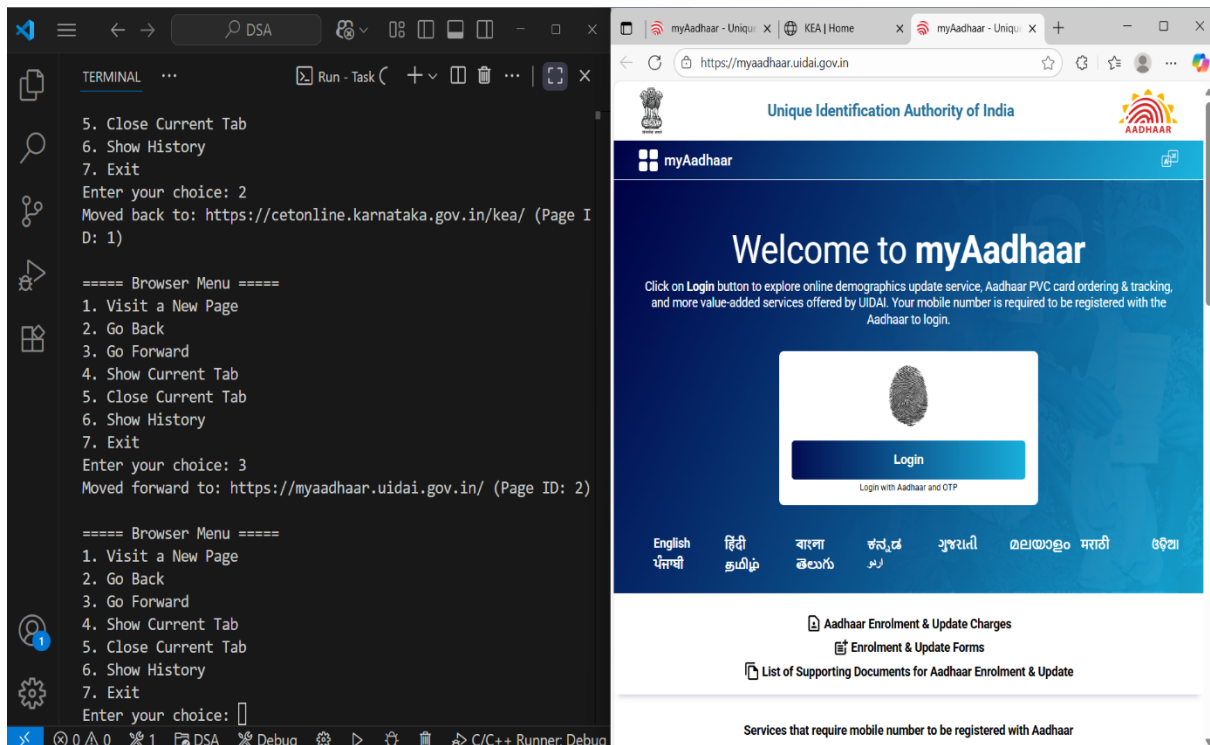 DSA
TERMINAL ...
Run - Task
5. Close Current Tab
6. Show History
7. Exit
Enter your choice: 2
Moved back to: https://cetonline.karnataka.gov.in/kea/ (Page I
D: 1)
===== Browser Menu =====
1. Visit a New Page
2. Go Back
3. Go Forward
4. Show Current Tab
5. Close Current Tab
6. Show History
7. Exit
Enter your choice: 3
Moved forward to: https://myaadhaar.uidai.gov.in/ (Page ID: 2)
===== Browser Menu =====
1. Visit a New Page
2. Go Back
3. Go Forward
4. Show Current Tab
5. Close Current Tab
6. Show History
7. Exit
Enter your choice:
1
0 0 1 DSA Debug C/C++ Runner: Debug
myAadhaar - Unique KEA | Home myAadhaar - Unique
https://myaadhaar.uidai.gov.in
Unique Identification Authority of India
AADHAAR
myAadhaar
Welcome to myAadhaar
Click on Login button to explore online demographics update service, Aadhaar PVC card ordering & tracking,
and more value-added services offered by UIDAI. Your mobile number is required to be registered with the
Aadhaar to login.
Login
Login with Aadhaar and OTP
English हिंदी বাংলা ಕನ್ನಡ ગુજરાતી മലയാളം मराठी ଓଡ଼ିଆ
ਪੰਜਾਬੀ தமிழ் తెలుగు اردو
Aadhaar Enrolment & Update Charges
Enrolment & Update Forms
List of Supporting Documents for Aadhaar Enrolment & Update
Services that require mobile number to be registered with Aadhaar